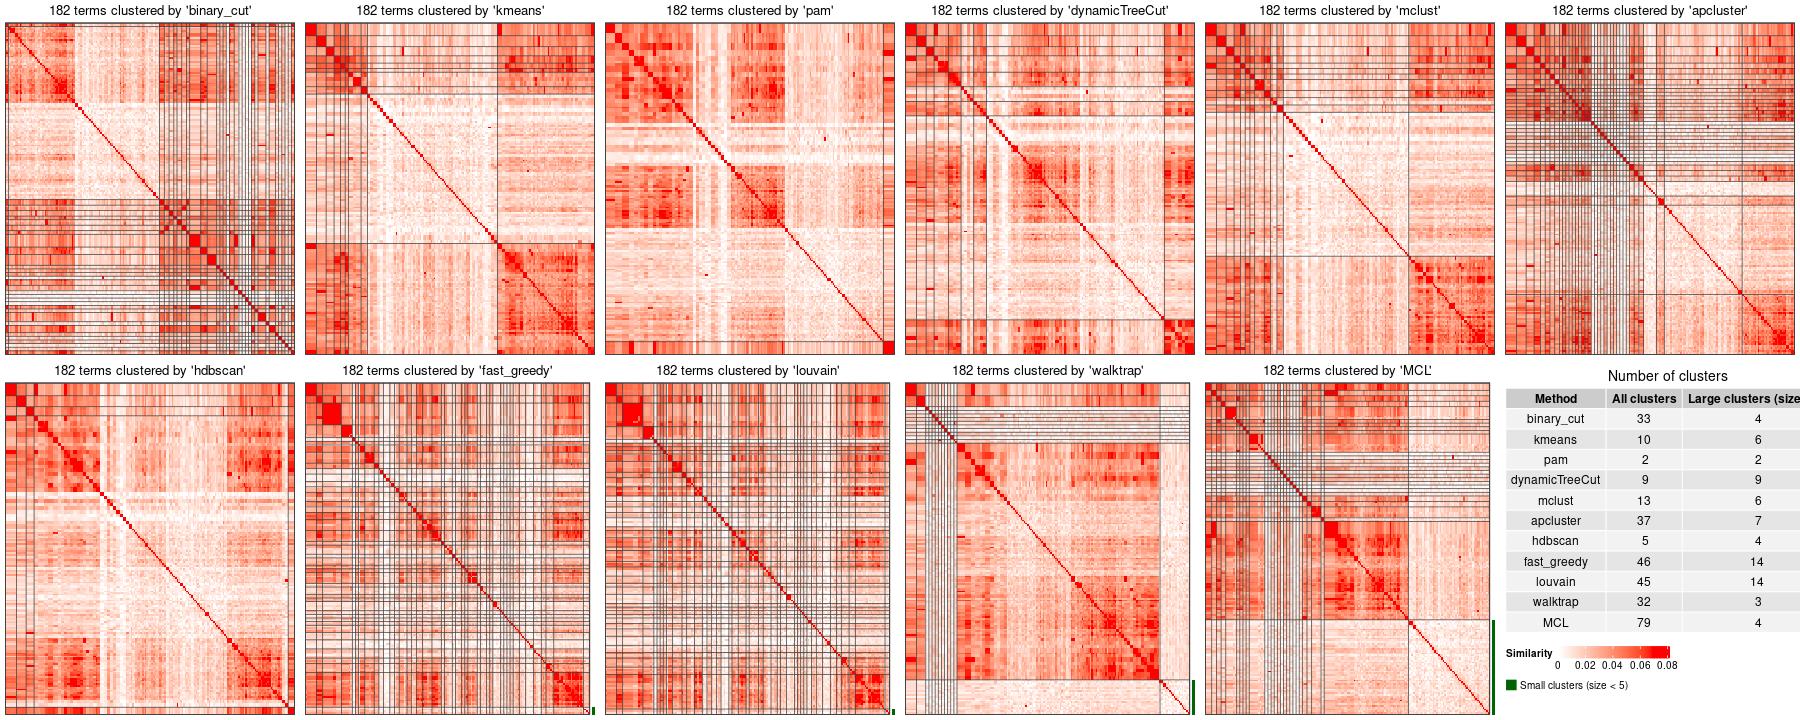 182 terms clustered by 'binary_cut'
182 terms clustered by 'kmeans'
182 terms clustered by 'pam'
182 terms clustered by 'dynamicTreeCut'
182 terms clustered by 'mclust'
182 terms clustered by 'apcluster'
182 terms clustered by 'hdbscan'
182 terms clustered by 'fast_greedy'
182 terms clustered by 'louvain'
182 terms clustered by 'walktrap'
182 terms clustered by 'MCL'
Number of clusters
Method All clusters Large clusters (size
binary_cut 33 4
kmeans 10 6
pam 2 2
dynamicTreeCut 9 9
mclust 13 6
apcluster 37 7
hdbscan 5 4
fast_greedy 46 14
louvain 45 14
walktrap 32 3
MCL 79 4
Similarity
0 0.02 0.04 0.06 0.08
Small clusters (size < 5)